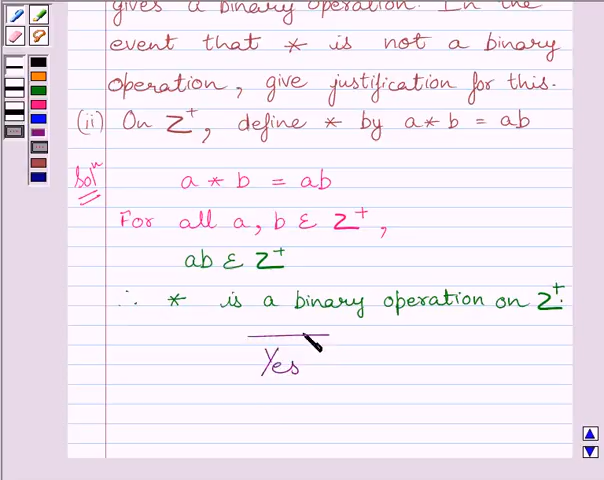 gives a binary operation. In the
event that * is not a binary
operation, give justification for this.
(ii) On Z⁺, define * by a * b = ab
Solⁿ a * b = ab
For all a, b ε Z⁺,
ab ε Z⁺
∴ * is a binary operation on Z⁺.
Yes